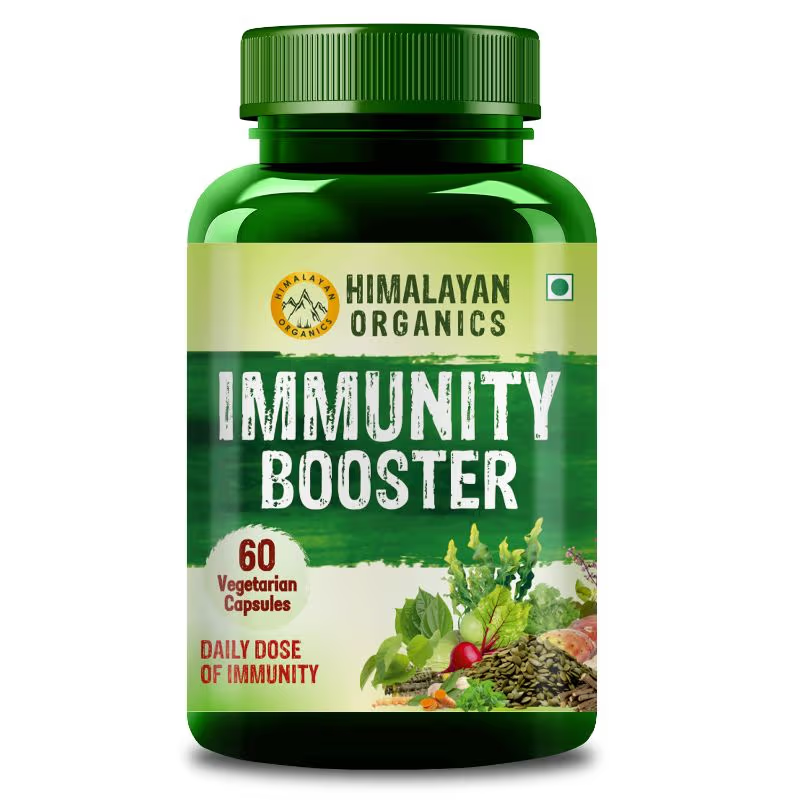 HIMALAYAN
ORGANICS
HIMALAYAN
ORGANICS
IMMUNITY
BOOSTER
60
Vegetarian
Capsules
DAILY DOSE
OF IMMUNITY